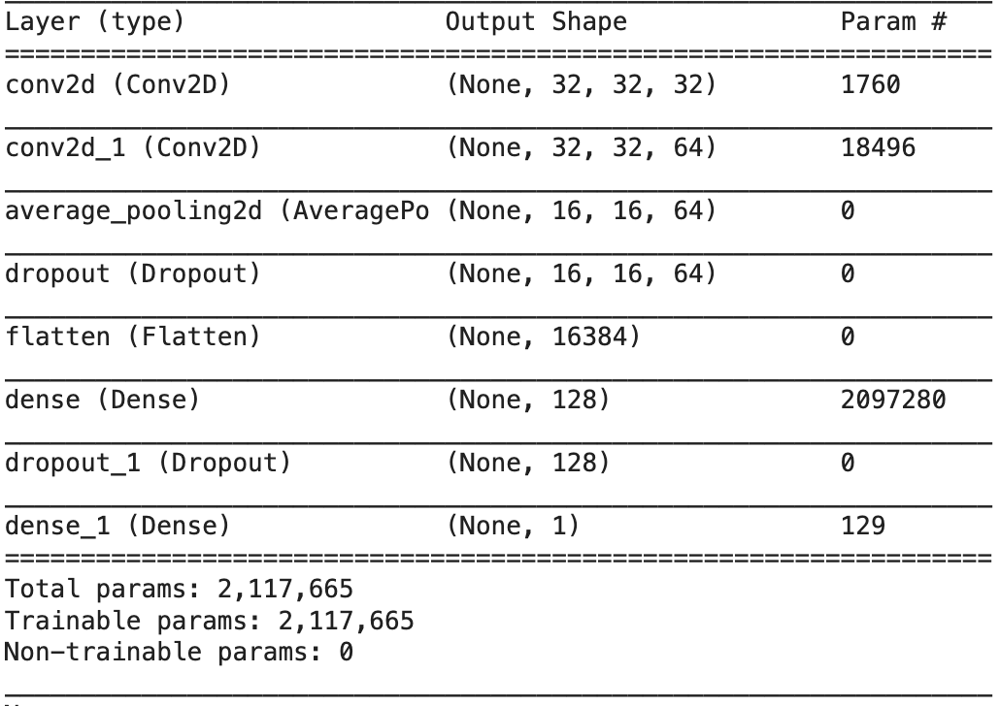 Layer (type) Output Shape Param #
=================================================================
conv2d (Conv2D) (None, 32, 32, 32) 1760
_________________________________________________________________
conv2d_1 (Conv2D) (None, 32, 32, 64) 18496
_________________________________________________________________
average_pooling2d (AveragePo (None, 16, 16, 64) 0
_________________________________________________________________
dropout (Dropout) (None, 16, 16, 64) 0
_________________________________________________________________
flatten (Flatten) (None, 16384) 0
_________________________________________________________________
dense (Dense) (None, 128) 2097280
_________________________________________________________________
dropout_1 (Dropout) (None, 128) 0
_________________________________________________________________
dense_1 (Dense) (None, 1) 129
=================================================================
Total params: 2,117,665
Trainable params: 2,117,665
Non-trainable params: 0
_________________________________________________________________